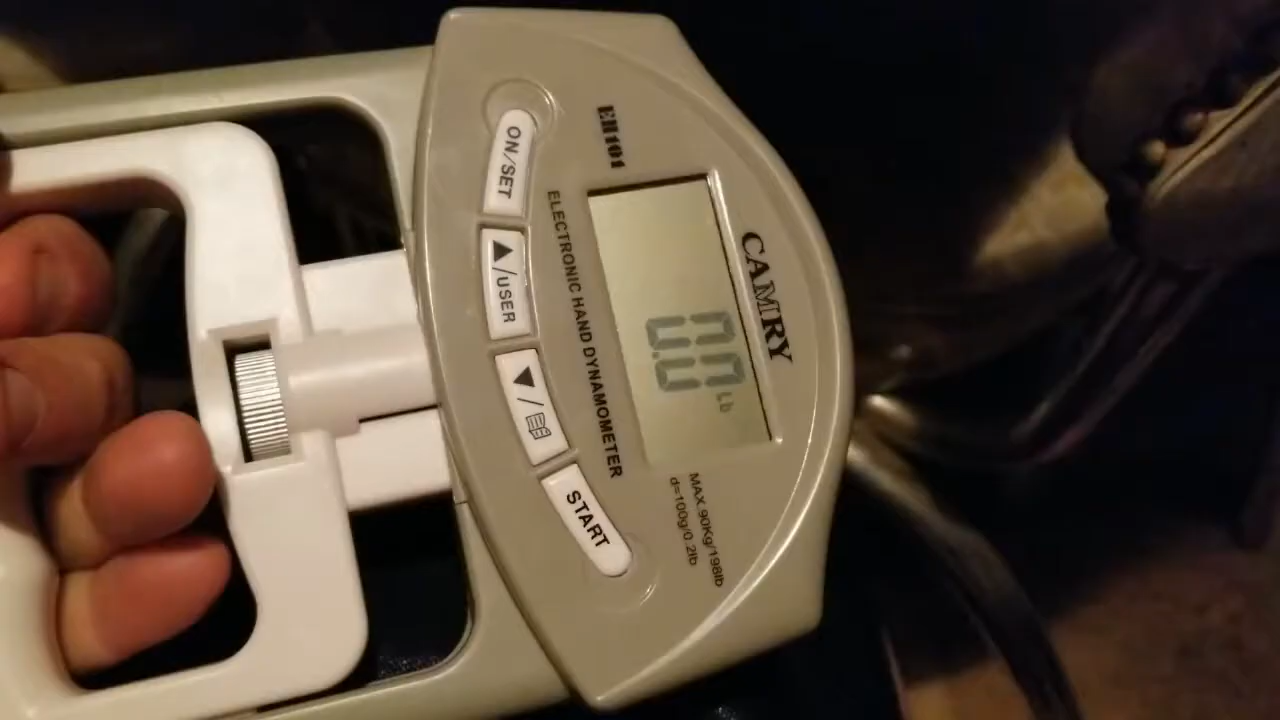 CAMRY
EH101
0.0 Lb
ELECTRONIC HAND DYNAMOMETER
MAX.90Kg/198lb
d=100g/0.2lb
ON/SET
▲/USER
▼/
START